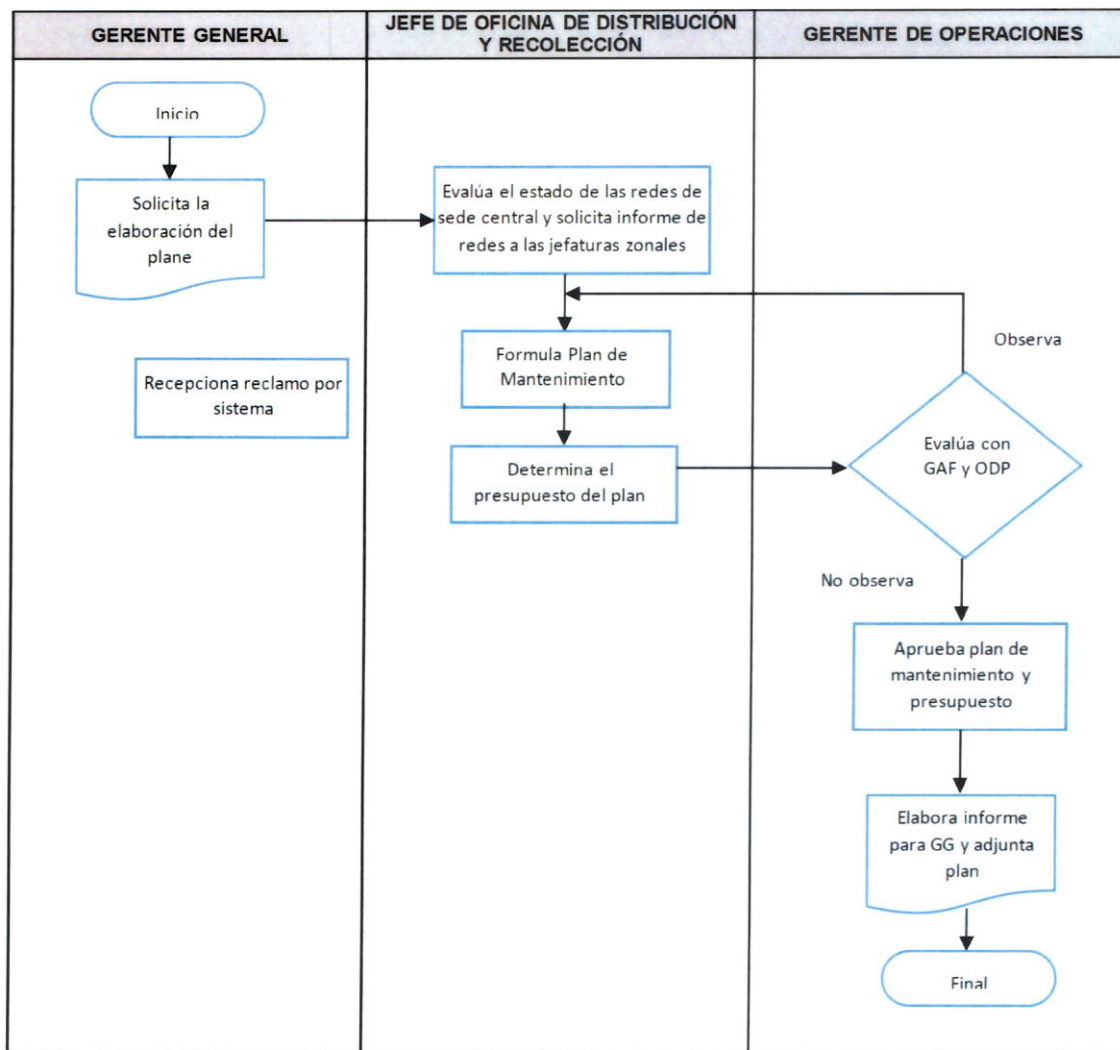 GERENTE GENERAL
JEFE DE OFICINA DE DISTRIBUCIÓN
Y RECOLECCIÓN
GERENTE DE OPERACIONES
Inicio
Solicita la
elaboración del
plane
Evalúa el estado de las redes de
sede central y solicita informe de
redes a las jefaturas zonales
Observa
Recepciona reclamo por
sistema
Formula Plan de
Mantenimiento
Evalúa con
GAF y ODP
Determina el
presupuesto del plan
No observa
Aprueba plan de
mantenimiento y
presupuesto
Elabora informe
para GG y adjunta
plan
Final